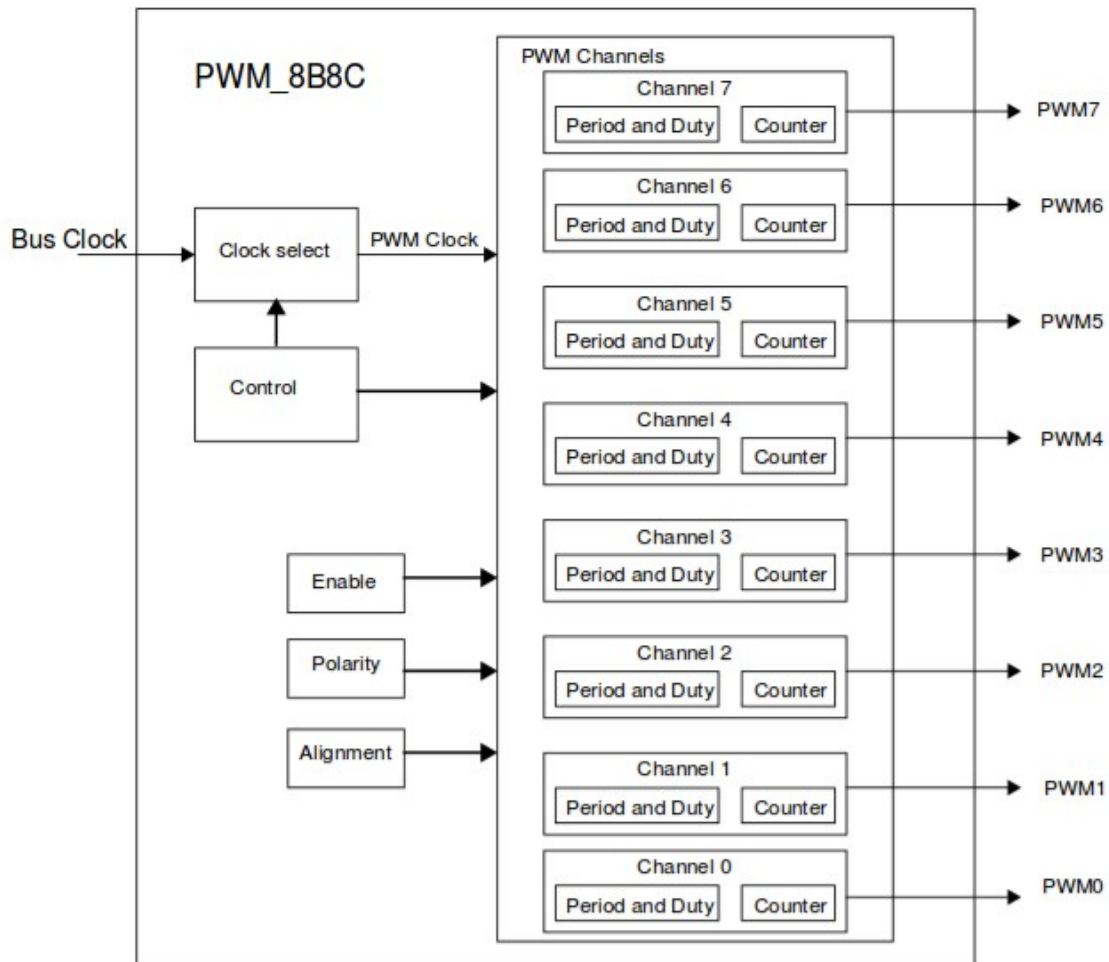 PWM_8B8C
Bus Clock
Clock select
PWM Clock
Control
Enable
Polarity
Alignment
PWM Channels
Channel 7
Period and Duty
Counter
PWM7
Channel 6
Period and Duty
Counter
PWM6
Channel 5
Period and Duty
Counter
PWM5
Channel 4
Period and Duty
Counter
PWM4
Channel 3
Period and Duty
Counter
PWM3
Channel 2
Period and Duty
Counter
PWM2
Channel 1
Period and Duty
Counter
PWM1
Channel 0
Period and Duty
Counter
PWM0